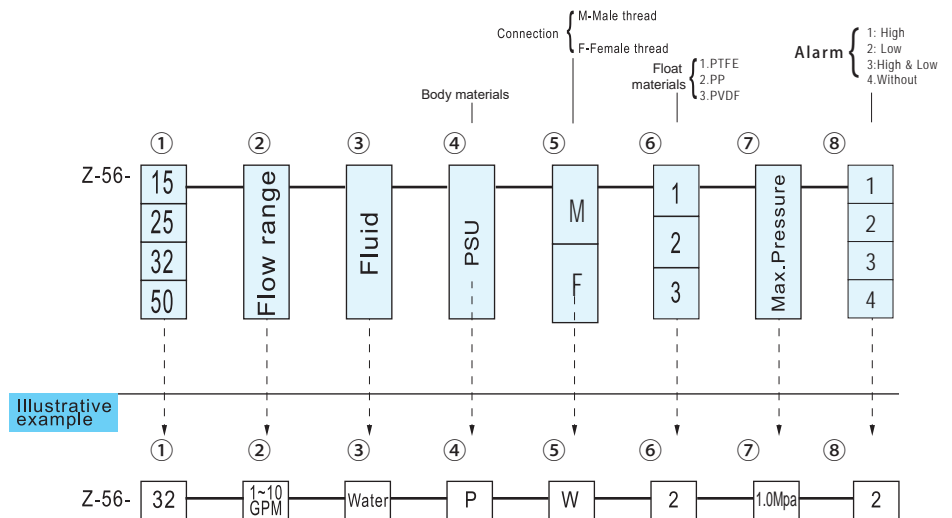 M-Male thread
Connection
F-Female thread
Body materials
Float
materials
1.PTFE
2.PP
3.PVDF
Alarm
1: High
2: Low
3:High & Low
4.Without
① ② ③ ④ ⑤ ⑥ ⑦ ⑧
Z-56-
15
25
32
50
Flow range
Fluid
PSU
M
F
1
2
3
Max.Pressure
1
2
3
4
Illustrative
example
① ② ③ ④ ⑤ ⑥ ⑦ ⑧
Z-56- 32 1~10 GPM Water P W 2 1.0Mpa 2